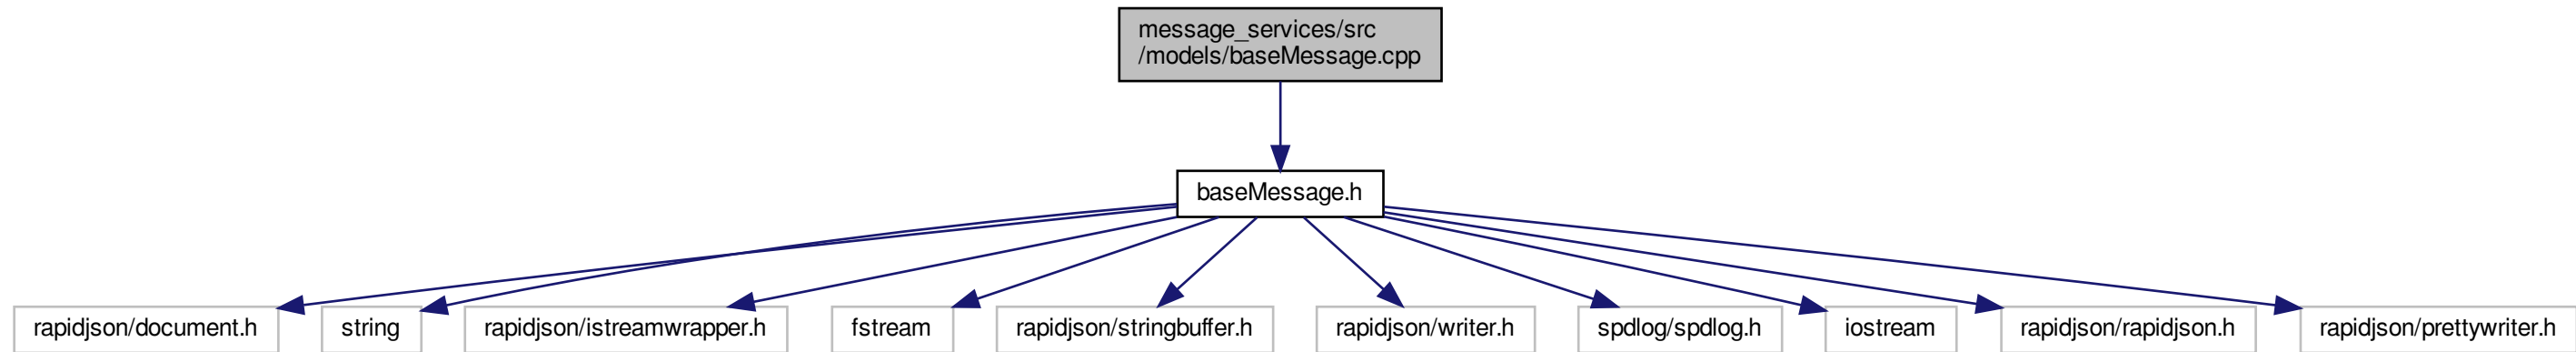 message_services/src
/models/baseMessage.cpp
baseMessage.h
rapidjson/document.h
string
rapidjson/istreamwrapper.h
fstream
rapidjson/stringbuffer.h
rapidjson/writer.h
spdlog/spdlog.h
iostream
rapidjson/rapidjson.h
rapidjson/prettywriter.h